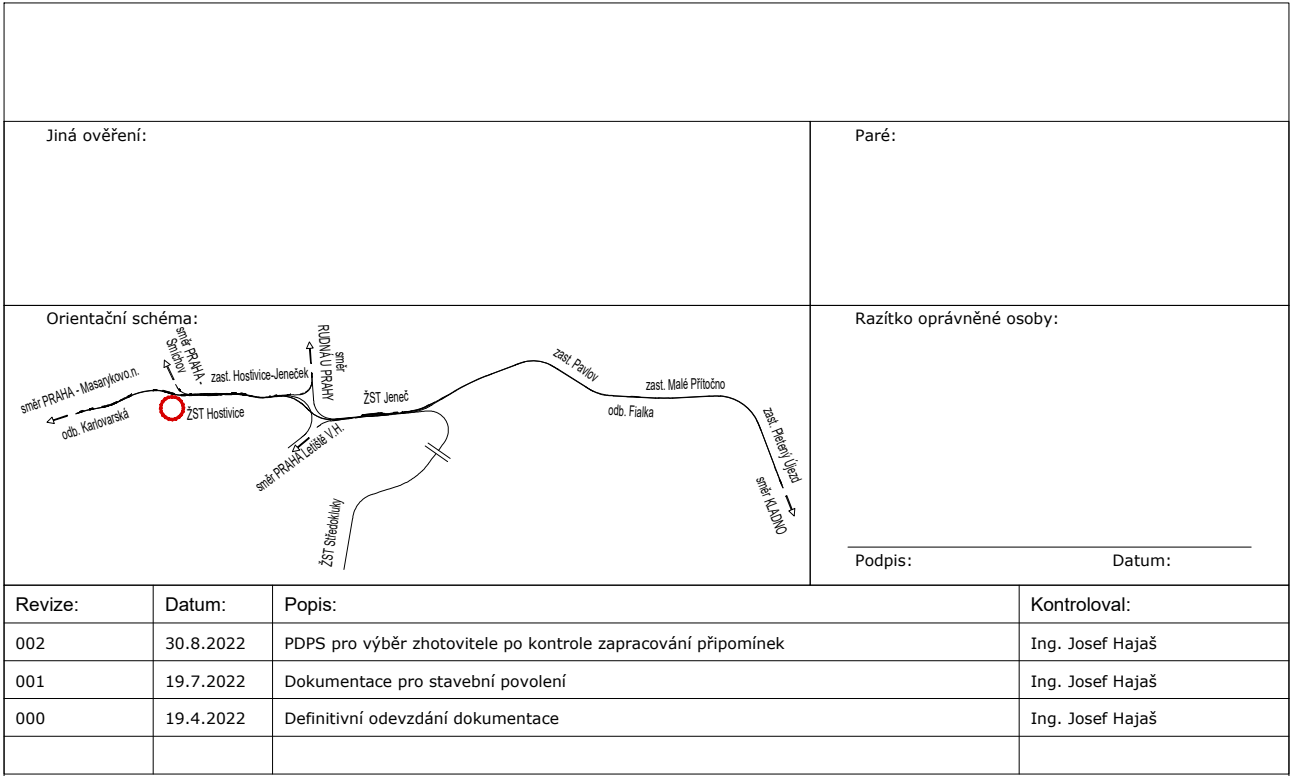 Jiná ověření:
Paré:
Orientační schéma:
směr PRAHA - Masarykovo.n.
odb. Karlovarská
směr PRAHA -
Smíchov
ŽST Hostivice
zast. Hostivice-Jeneček
směr
RUDNÁ U PRAHY
směr PRAHA Letiště V.H.
ŽST Jeneč
ŽST Středokluky
zast. Pavlov
odb. Fialka
zast. Malé Přítočno
zast. Pletený Újezd
směr KLADNO
Razítko oprávněné osoby:
Podpis: Datum:
Revize: Datum: Popis: Kontroloval:
002 30.8.2022 PDPS pro výběr zhotovitele po kontrole zapracování připomínek Ing. Josef Hajaš
001 19.7.2022 Dokumentace pro stavební povolení Ing. Josef Hajaš
000 19.4.2022 Definitivní odevzdání dokumentace Ing. Josef Hajaš